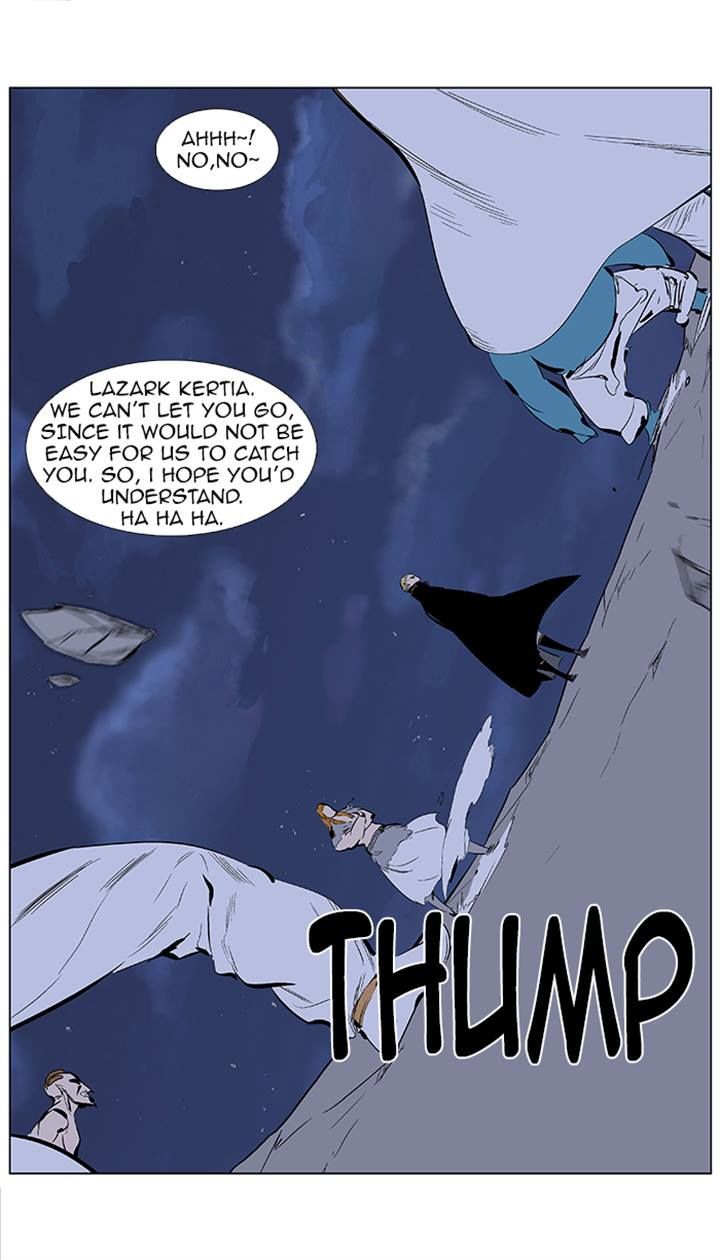 AHHH~!
NO,NO~
LAZARK KERTIA.
WE CAN'T LET YOU GO,
SINCE IT WOULD NOT BE
EASY FOR US TO CATCH
YOU. SO, I HOPE YOU'D
UNDERSTAND.
HA HA HA.
THUMP